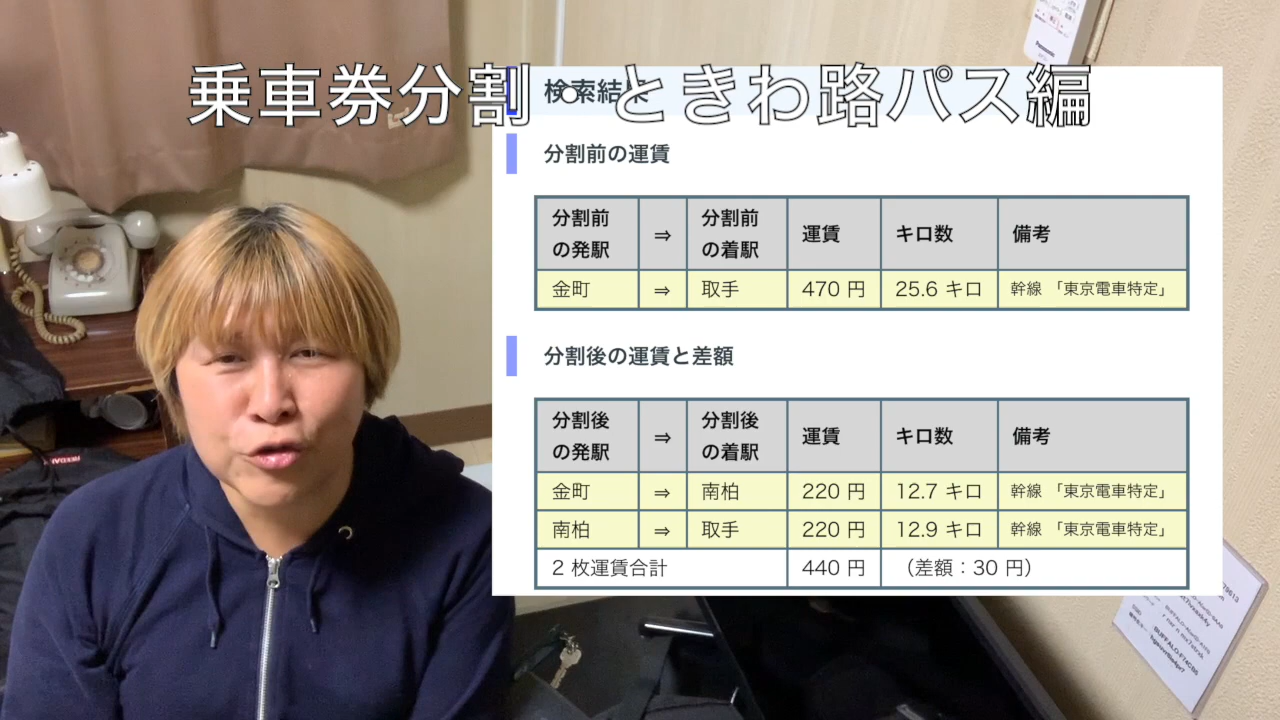 乗車券分割・ときわ路パス編
検索結果
分割前の運賃
分割前の発駅 ⇒ 分割前の着駅 運賃 キロ数 備考
金町 ⇒ 取手 470 円 25.6 キロ 幹線 「東京電車特定」
分割後の運賃と差額
分割後の発駅 ⇒ 分割後の着駅 運賃 キロ数 備考
金町 ⇒ 南柏 220 円 12.7 キロ 幹線 「東京電車特定」
南柏 ⇒ 取手 220 円 12.9 キロ 幹線 「東京電車特定」
2 枚運賃合計 440 円 （差額：30 円）
Panasonic